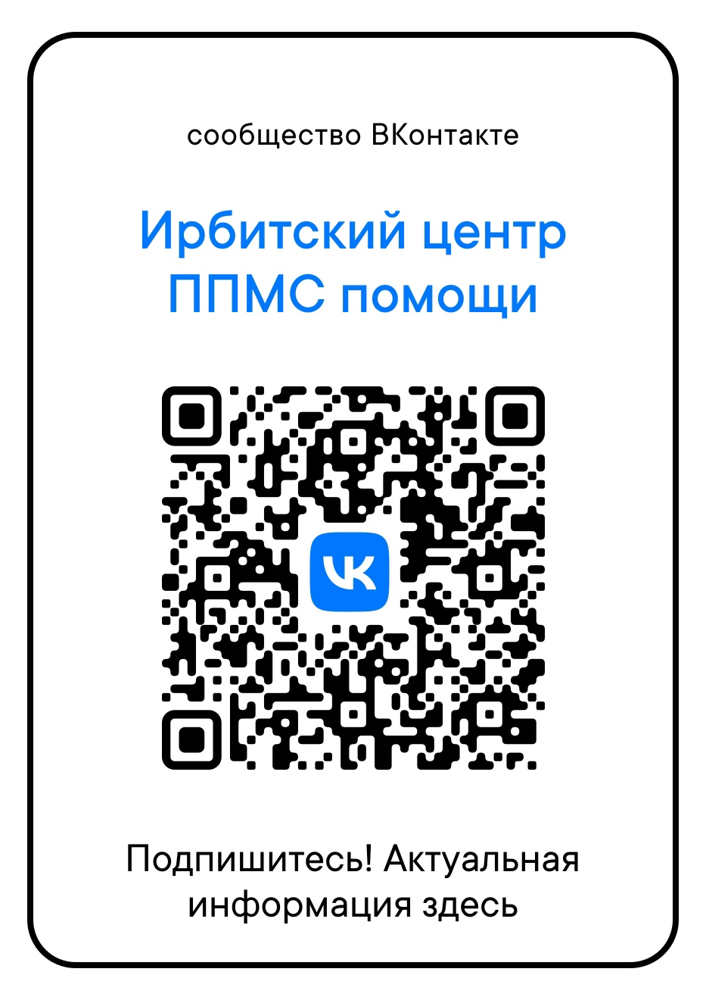 сообщество ВКонтакте
Ирбитский центр
ППМС помощи
Подпишитесь! Актуальная
информация здесь